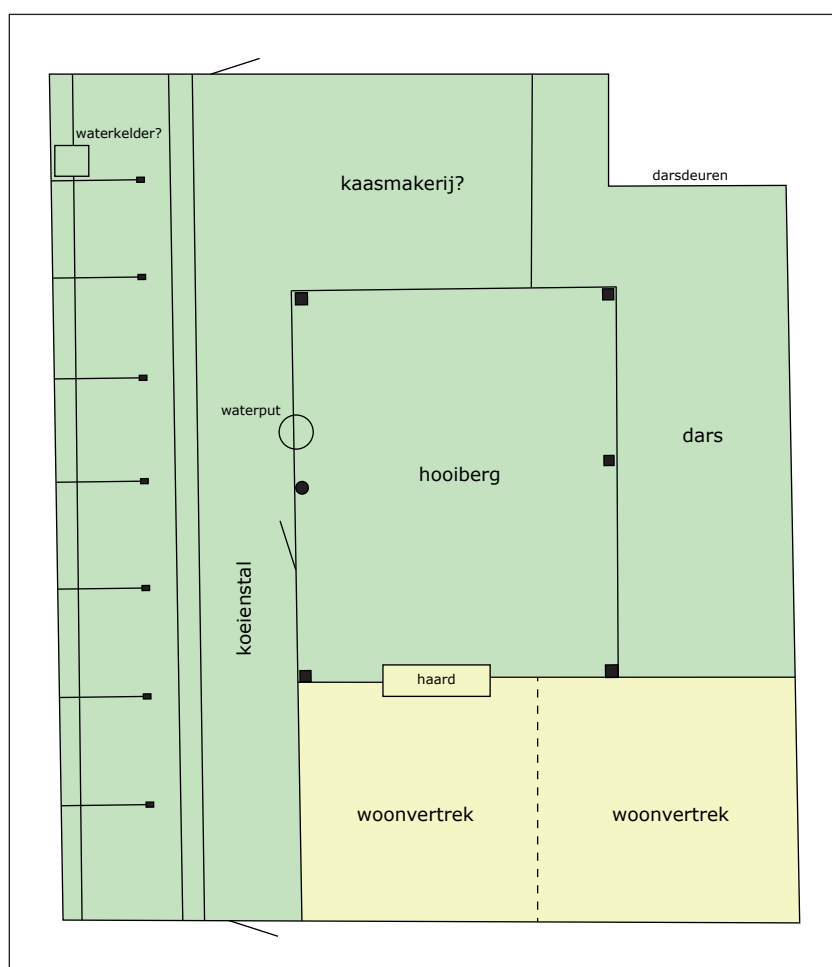 waterkelder?
kaasmakerij?
darsdeuren
waterput
dars
hooiberg
koeienstal
haard
woonvertrek
woonvertrek